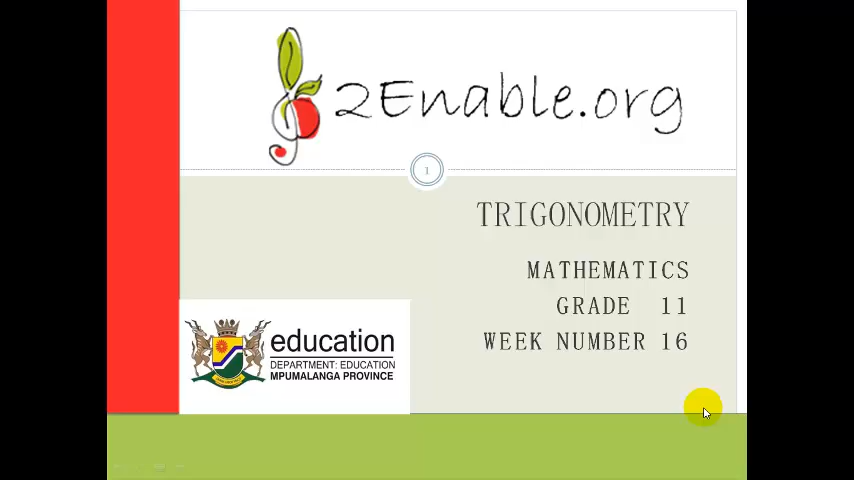 2Enable.org
1
TRIGONOMETRY
MATHEMATICS
GRADE 11
WEEK NUMBER 16
education
DEPARTMENT: EDUCATION
MPUMALANGA PROVINCE